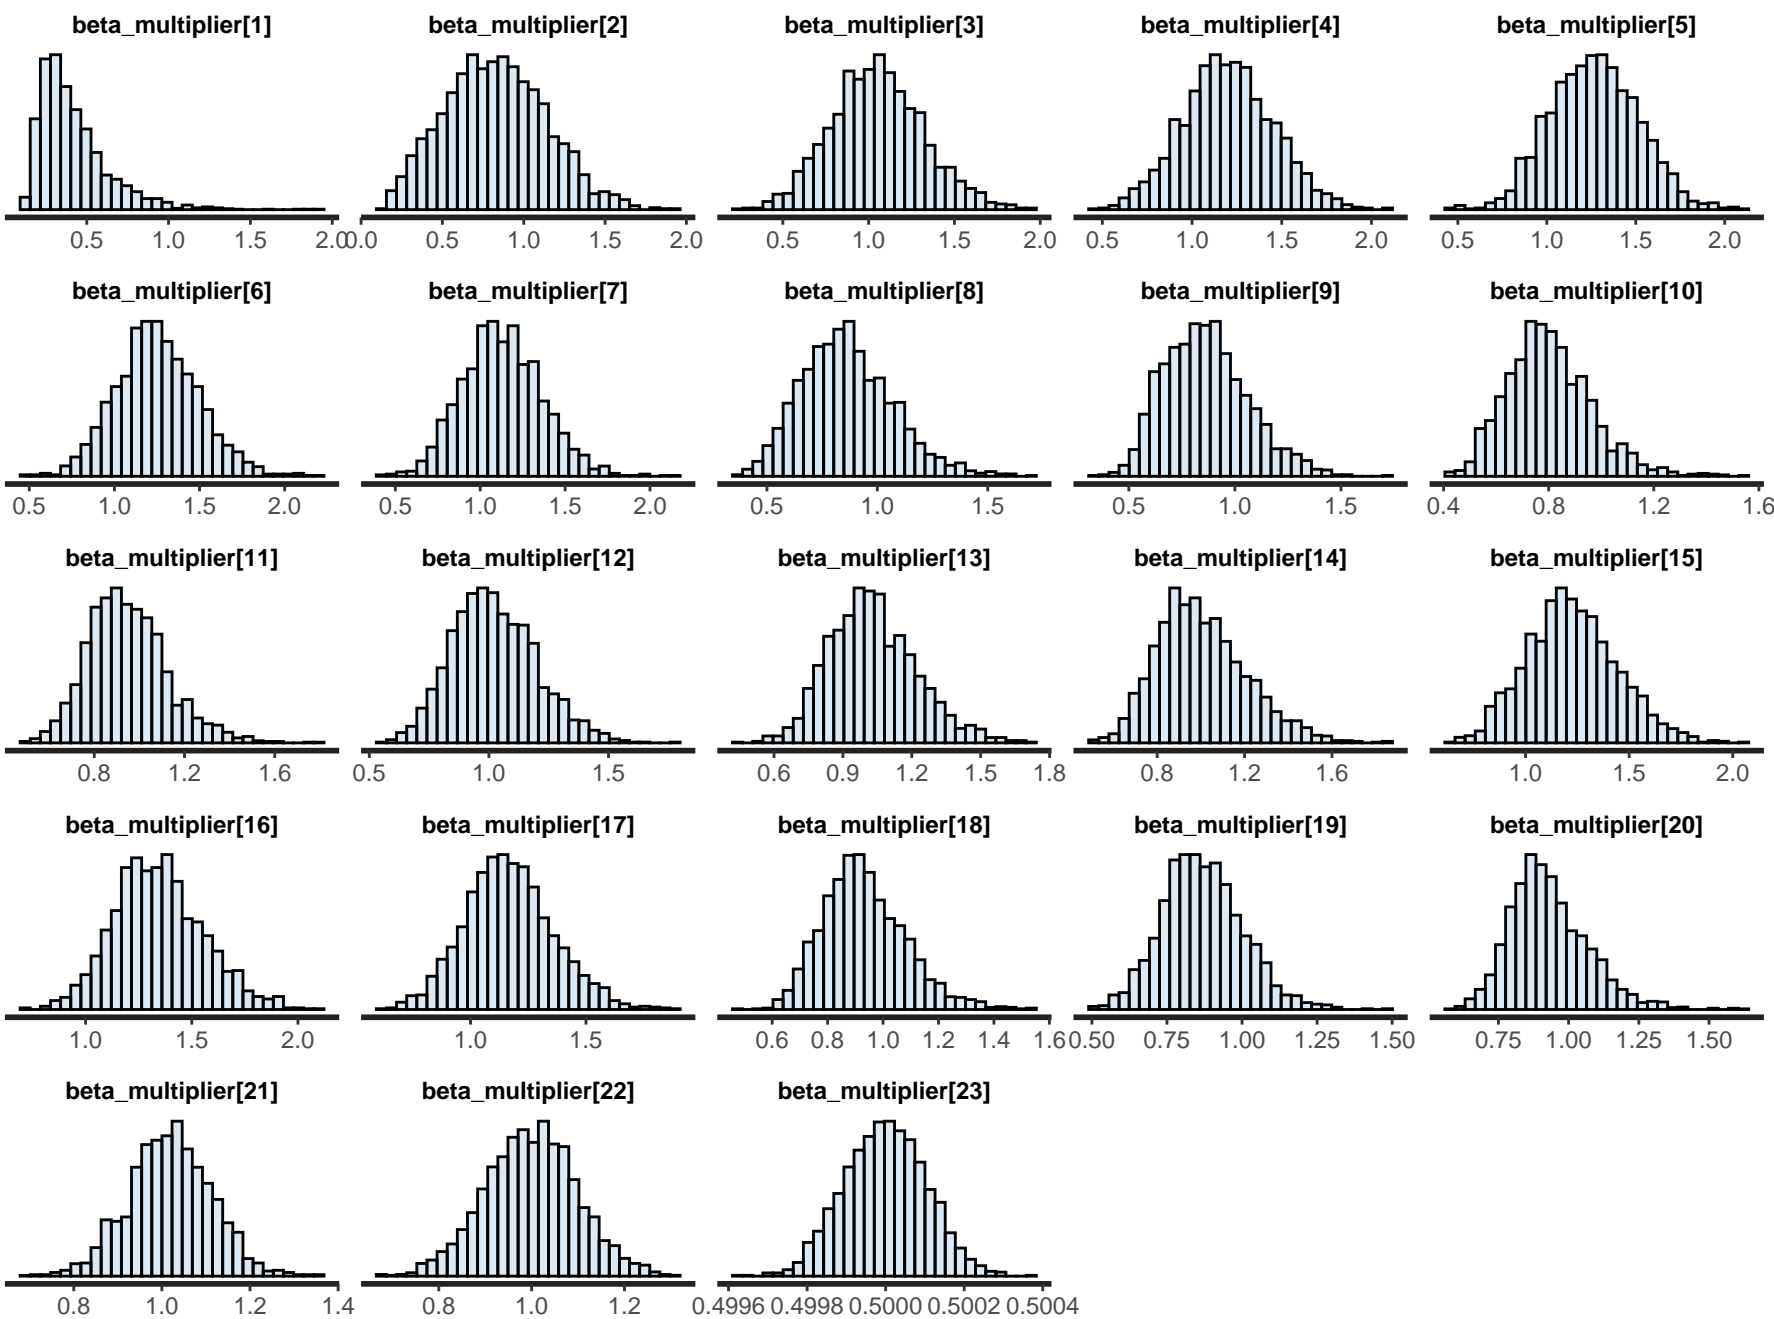 beta_multiplier[1] beta_multiplier[2] beta_multiplier[3] beta_multiplier[4] beta_multiplier[5]
0.5 1.0 1.5 2.0 0.0 0.5 1.0 1.5 2.0 0.5 1.0 1.5 2.0 0.5 1.0 1.5 2.0 0.5 1.0 1.5 2.0
beta_multiplier[6] beta_multiplier[7] beta_multiplier[8] beta_multiplier[9] beta_multiplier[10]
0.5 1.0 1.5 2.0 0.5 1.0 1.5 2.0 0.5 1.0 1.5 0.5 1.0 1.5 0.4 0.8 1.2 1.6
beta_multiplier[11] beta_multiplier[12] beta_multiplier[13] beta_multiplier[14] beta_multiplier[15]
0.8 1.2 1.6 0.5 1.0 1.5 0.6 0.9 1.2 1.5 1.8 0.8 1.2 1.6 1.0 1.5 2.0
beta_multiplier[16] beta_multiplier[17] beta_multiplier[18] beta_multiplier[19] beta_multiplier[20]
1.0 1.5 2.0 1.0 1.5 0.6 0.8 1.0 1.2 1.4 1.6 0.50 0.75 1.00 1.25 1.50 0.75 1.00 1.25 1.50
beta_multiplier[21] beta_multiplier[22] beta_multiplier[23]
0.8 1.0 1.2 1.4 0.8 1.0 1.2 0.4996 0.4998 0.5000 0.5002 0.5004